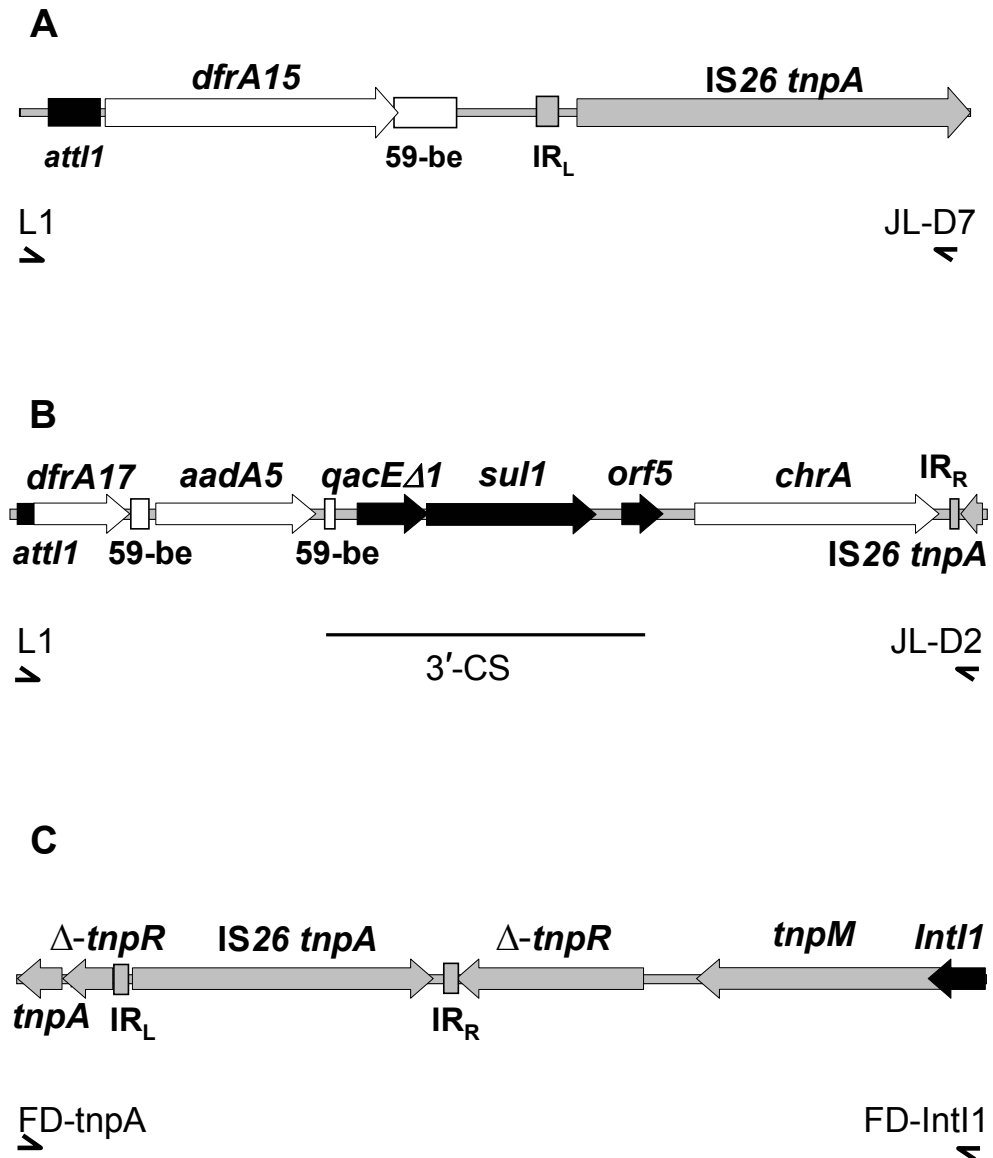 A
dfrA15 IS26 tnpA
attI1 59-be IRL
L1 JL-D7
B
dfrA17 aadA5 qacEΔ1 sul1 orf5 chrA IRR
attI1 59-be 59-be IS26 tnpA
L1 3′-CS JL-D2
C
Δ-tnpR IS26 tnpA Δ-tnpR tnpM IntI1
tnpA IRL IRR
FD-tnpA FD-IntI1